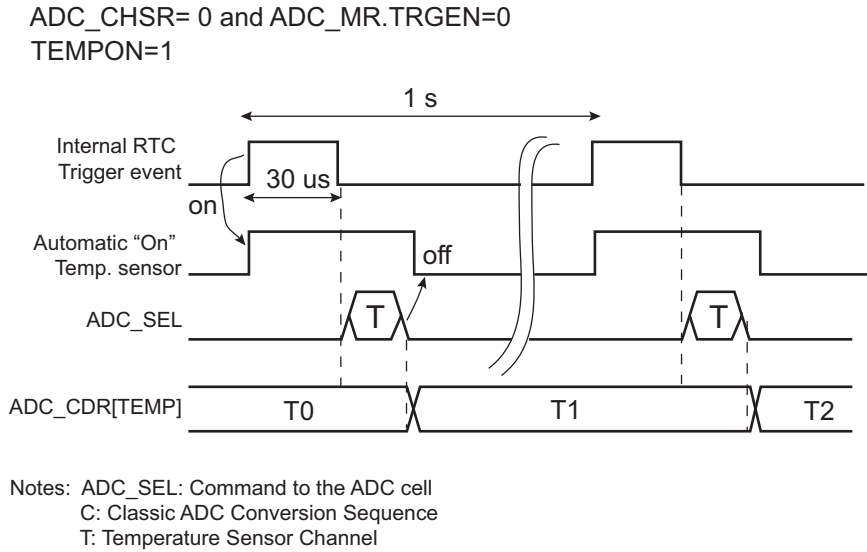 ADC_CHSR= 0 and ADC_MR.TRGEN=0
TEMPON=1
1 s
Internal RTC
Trigger event
30 us
on
Automatic “On”
Temp. sensor
off
ADC_SEL
T
T
ADC_CDR[TEMP]
T0
T1
T2
Notes: ADC_SEL: Command to the ADC cell
C: Classic ADC Conversion Sequence
T: Temperature Sensor Channel